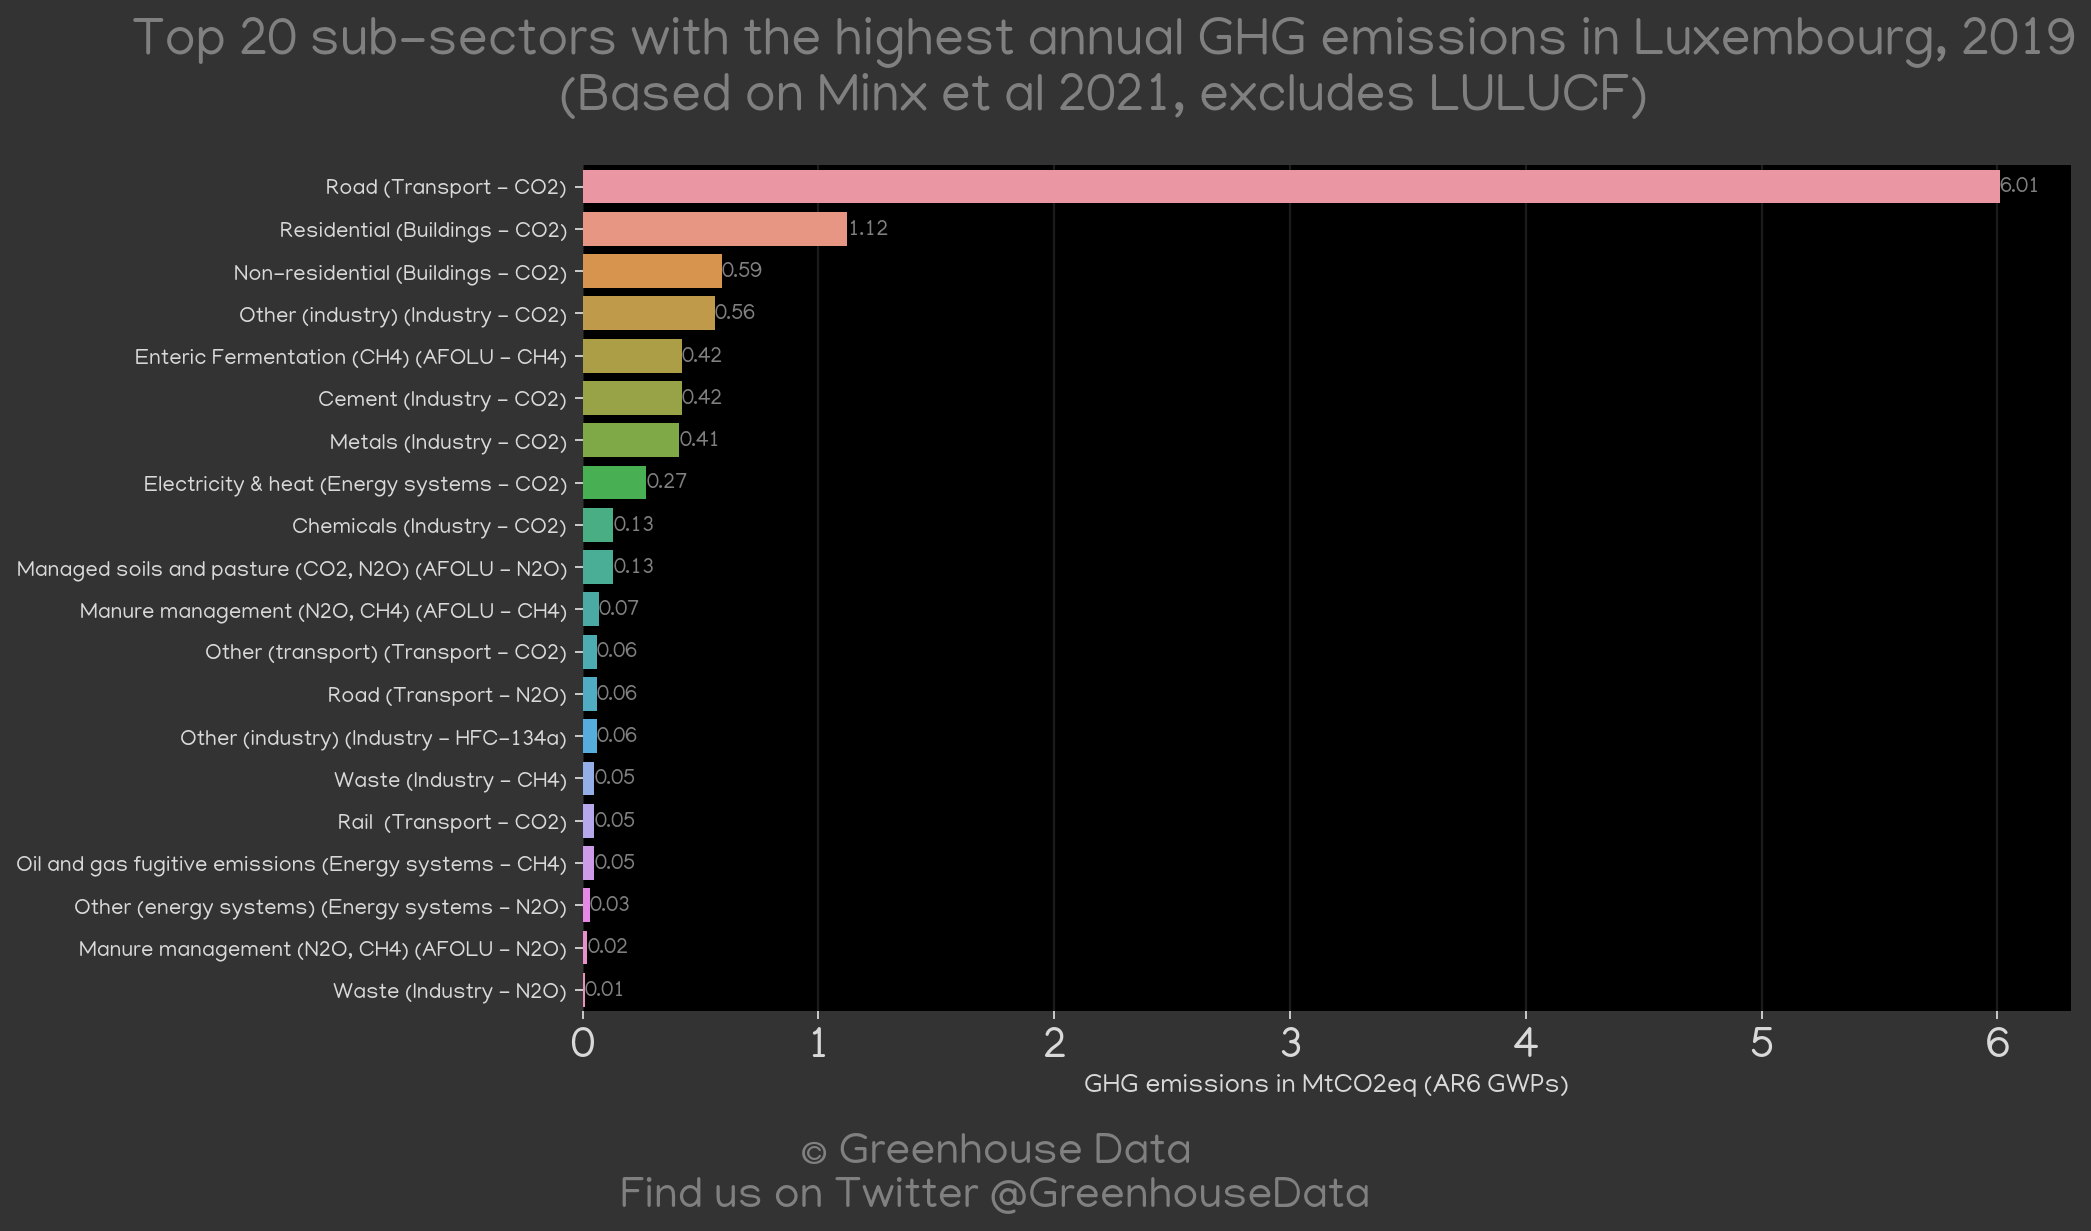 Top 20 sub-sectors with the highest annual GHG emissions in Luxembourg, 2019
(Based on Minx et al 2021, excludes LULUCF)
Road (Transport - CO2) 6.01
Residential (Buildings - CO2) 1.12
Non-residential (Buildings - CO2) 0.59
Other (industry) (Industry - CO2) 0.56
Enteric Fermentation (CH4) (AFOLU - CH4) 0.42
Cement (Industry - CO2) 0.42
Metals (Industry - CO2) 0.41
Electricity & heat (Energy systems - CO2) 0.27
Chemicals (Industry - CO2) 0.13
Managed soils and pasture (CO2, N2O) (AFOLU - N2O) 0.13
Manure management (N2O, CH4) (AFOLU - CH4) 0.07
Other (transport) (Transport - CO2) 0.06
Road (Transport - N2O) 0.06
Other (industry) (Industry - HFC-134a) 0.06
Waste (Industry - CH4) 0.05
Rail  (Transport - CO2) 0.05
Oil and gas fugitive emissions (Energy systems - CH4) 0.05
Other (energy systems) (Energy systems - N2O) 0.03
Manure management (N2O, CH4) (AFOLU - N2O) 0.02
Waste (Industry - N2O) 0.01
0 1 2 3 4 5 6
GHG emissions in MtCO2eq (AR6 GWPs)
© Greenhouse Data
Find us on Twitter @GreenhouseData